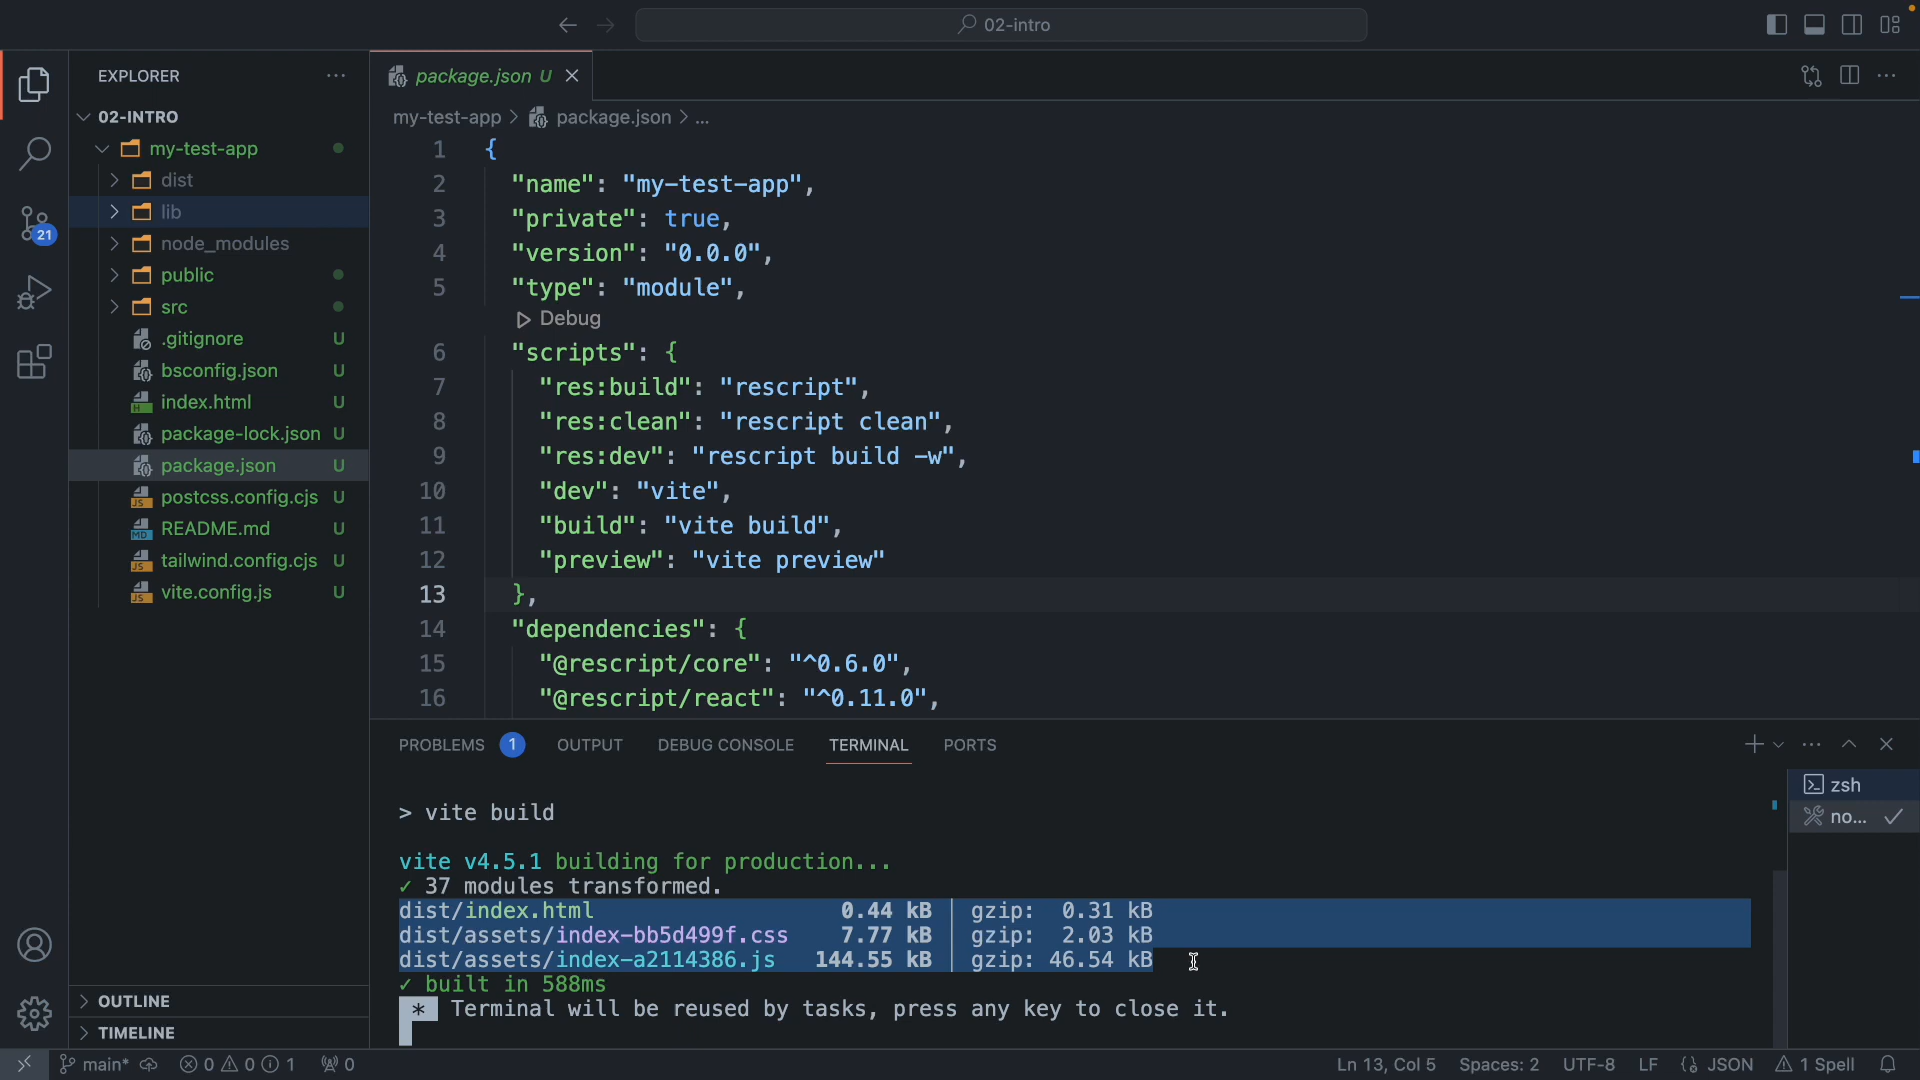 02-intro
EXPLORER
02-INTRO
my-test-app
dist
lib
node_modules
public
src
.gitignore U
bsconfig.json U
index.html U
package-lock.json U
package.json U
postcss.config.cjs U
README.md U
tailwind.config.cjs U
vite.config.js U
OUTLINE
TIMELINE
21
package.json U
my-test-app > package.json > ...
1 {
2 "name": "my-test-app",
3 "private": true,
4 "version": "0.0.0",
5 "type": "module",
Debug
6 "scripts": {
7 "res:build": "rescript",
8 "res:clean": "rescript clean",
9 "res:dev": "rescript build -w",
10 "dev": "vite",
11 "build": "vite build",
12 "preview": "vite preview"
13 },
14 "dependencies": {
15 "@rescript/core": "^0.6.0",
16 "@rescript/react": "^0.11.0",
PROBLEMS 1 OUTPUT DEBUG CONSOLE TERMINAL PORTS
> vite build
vite v4.5.1 building for production...
✓ 37 modules transformed.
dist/index.html 0.44 kB │ gzip: 0.31 kB
dist/assets/index-bb5d499f.css 7.77 kB │ gzip: 2.03 kB
dist/assets/index-a2114386.js 144.55 kB │ gzip: 46.54 kB
✓ built in 588ms
* Terminal will be reused by tasks, press any key to close it.
zsh
no...
main* 0 0 1 0 Ln 13, Col 5 Spaces: 2 UTF-8 LF {} JSON 1 Spell